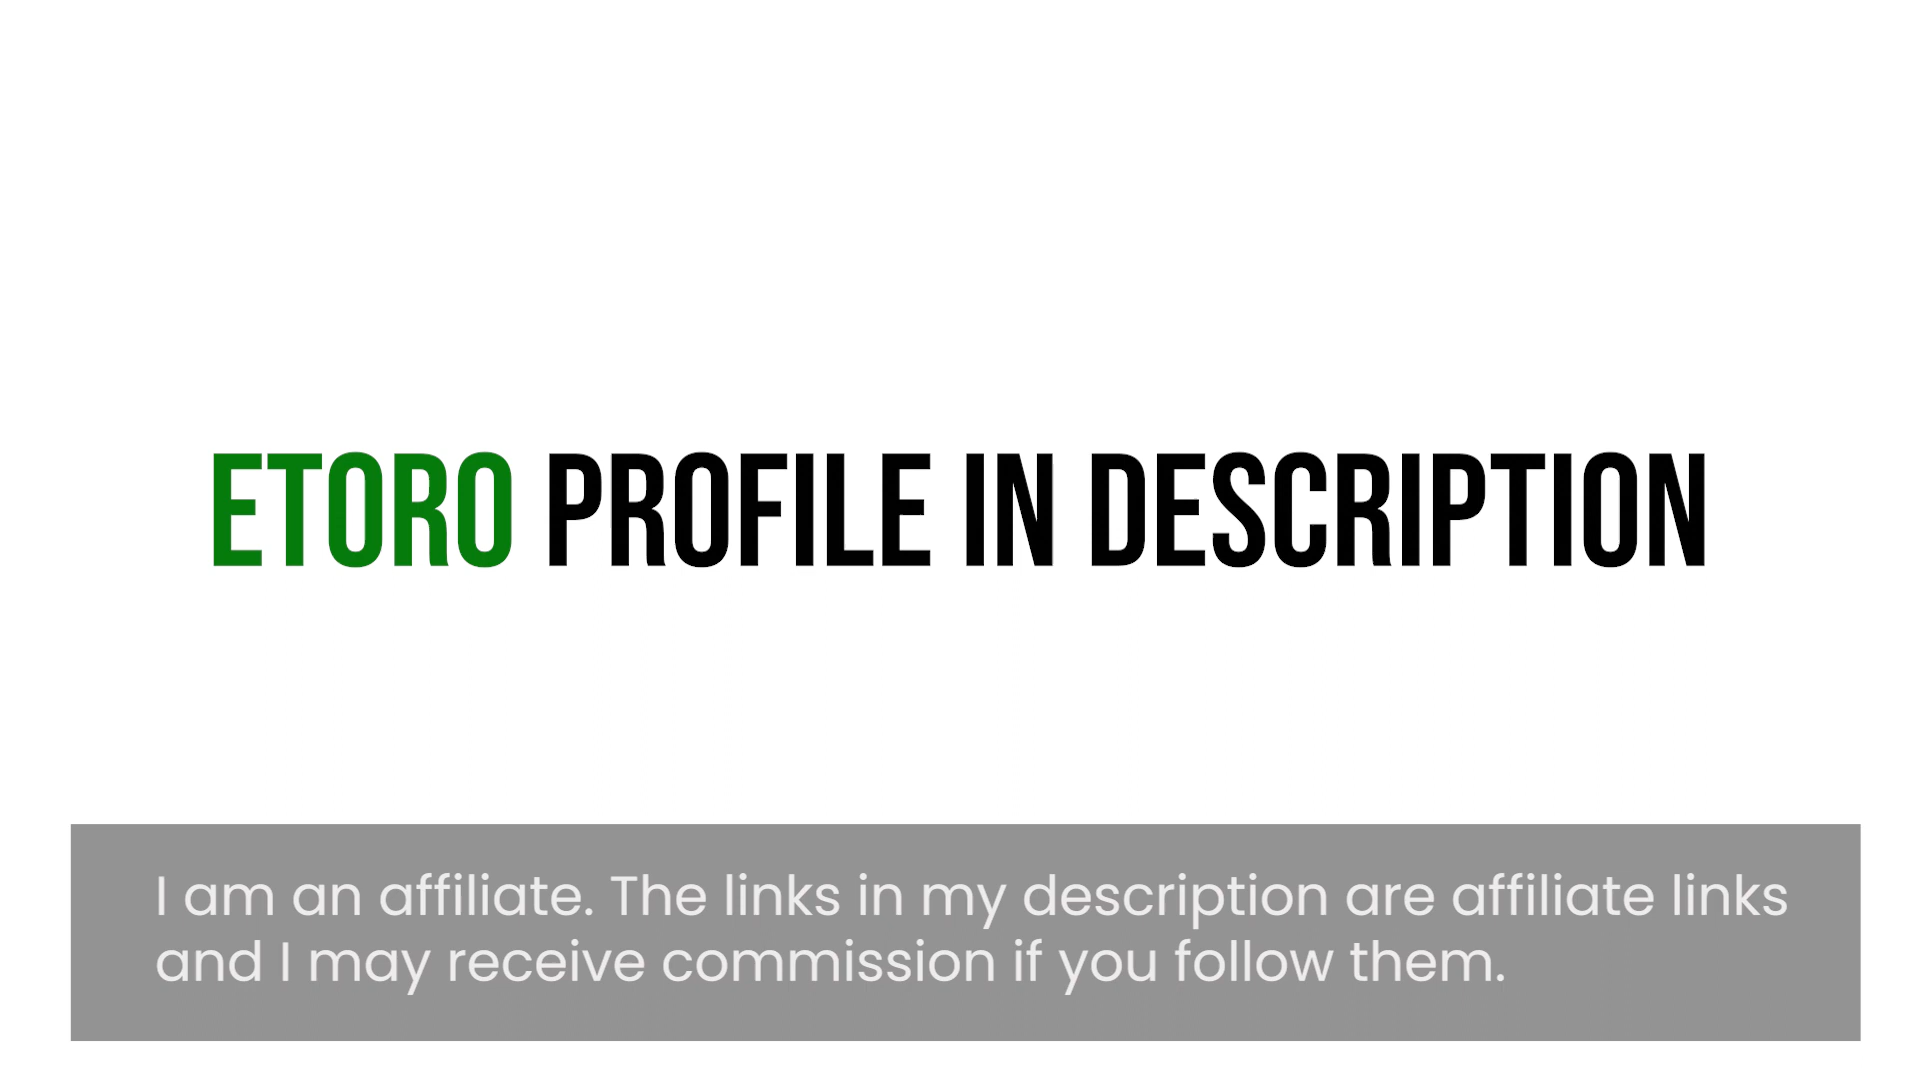 ETORO PROFILE IN DESCRIPTION
I am an affiliate. The links in my description are affiliate links
and I may receive commission if you follow them.